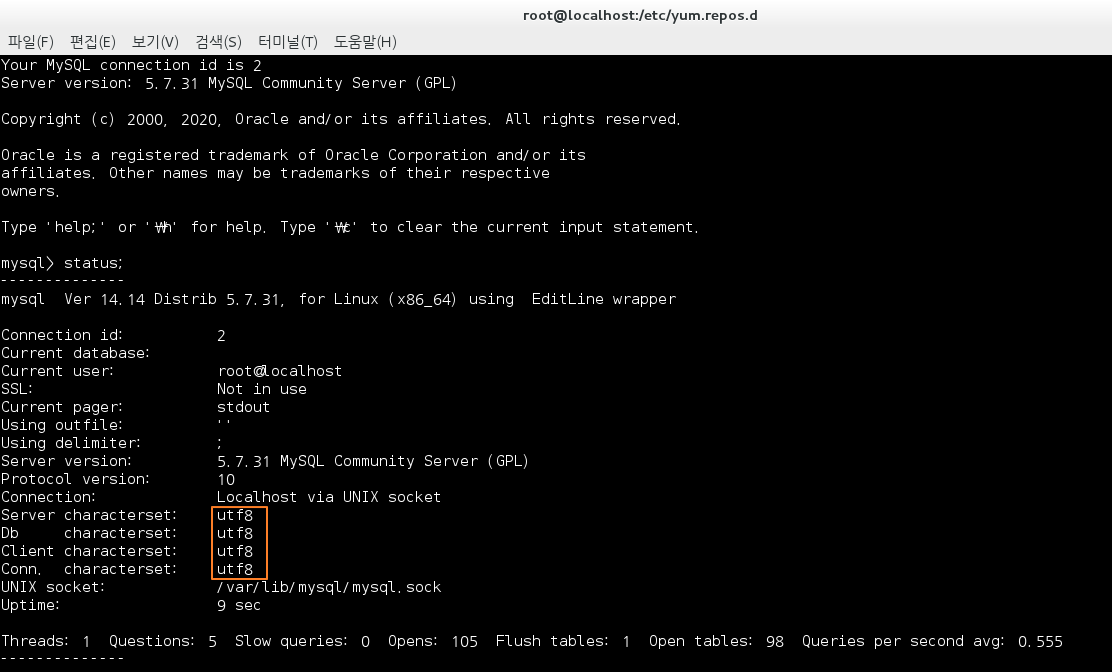 root@localhost:/etc/yum.repos.d
파일(F) 편집(E) 보기(V) 검색(S) 터미널(T) 도움말(H)
Your MySQL connection id is 2
Server version: 5.7.31 MySQL Community Server (GPL)
Copyright (c) 2000, 2020, Oracle and/or its affiliates. All rights reserved.
Oracle is a registered trademark of Oracle Corporation and/or its
affiliates. Other names may be trademarks of their respective
owners.
Type 'help;' or '₩h' for help. Type '₩c' to clear the current input statement.
mysql> status;
--------------
mysql  Ver 14.14 Distrib 5.7.31, for Linux (x86_64) using  EditLine wrapper
Connection id: 2
Current database:
Current user: root@localhost
SSL: Not in use
Current pager: stdout
Using outfile: ''
Using delimiter: ;
Server version: 5.7.31 MySQL Community Server (GPL)
Protocol version: 10
Connection: Localhost via UNIX socket
Server characterset: utf8
Db     characterset: utf8
Client characterset: utf8
Conn.  characterset: utf8
UNIX socket: /var/lib/mysql/mysql.sock
Uptime: 9 sec
Threads: 1  Questions: 5  Slow queries: 0  Opens: 105  Flush tables: 1  Open tables: 98  Queries per second avg: 0.555
--------------